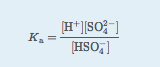 Kₐ = [H⁺][SO₄²⁻] / [HSO₄⁻]